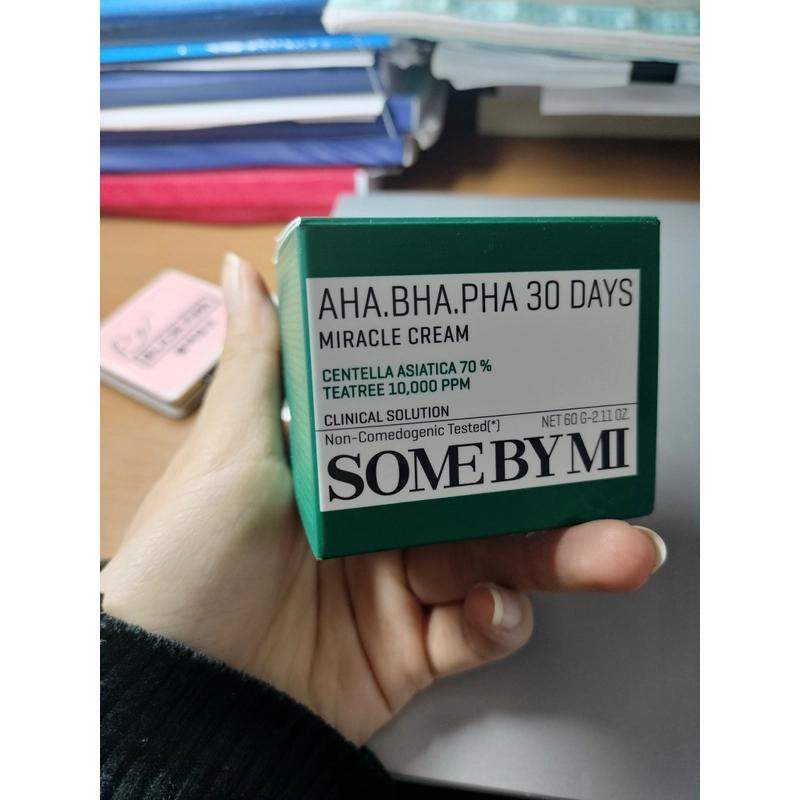 AHA.BHA.PHA 30 DAYS
MIRACLE CREAM
CENTELLA ASIATICA 70 %
TEATREE 10,000 PPM
CLINICAL SOLUTION
Non-Comedogenic Tested(*)
NET 60 G-2.11 OZ.
SOME BY MI